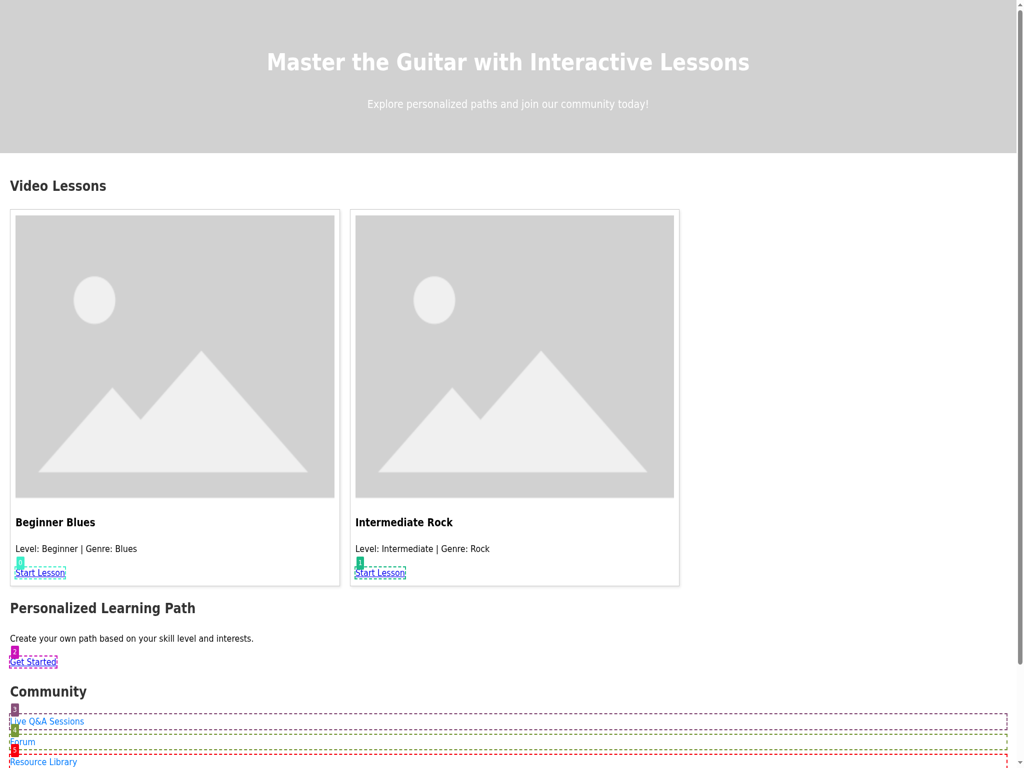 Master the Guitar with Interactive Lessons
Explore personalized paths and join our community today!
Video Lessons
Beginner Blues
Level: Beginner | Genre: Blues
0
Start Lesson
Intermediate Rock
Level: Intermediate | Genre: Rock
1
Start Lesson
Personalized Learning Path
Create your own path based on your skill level and interests.
2
Get Started
Community
3
Live Q&A Sessions
4
Forum
5
Resource Library